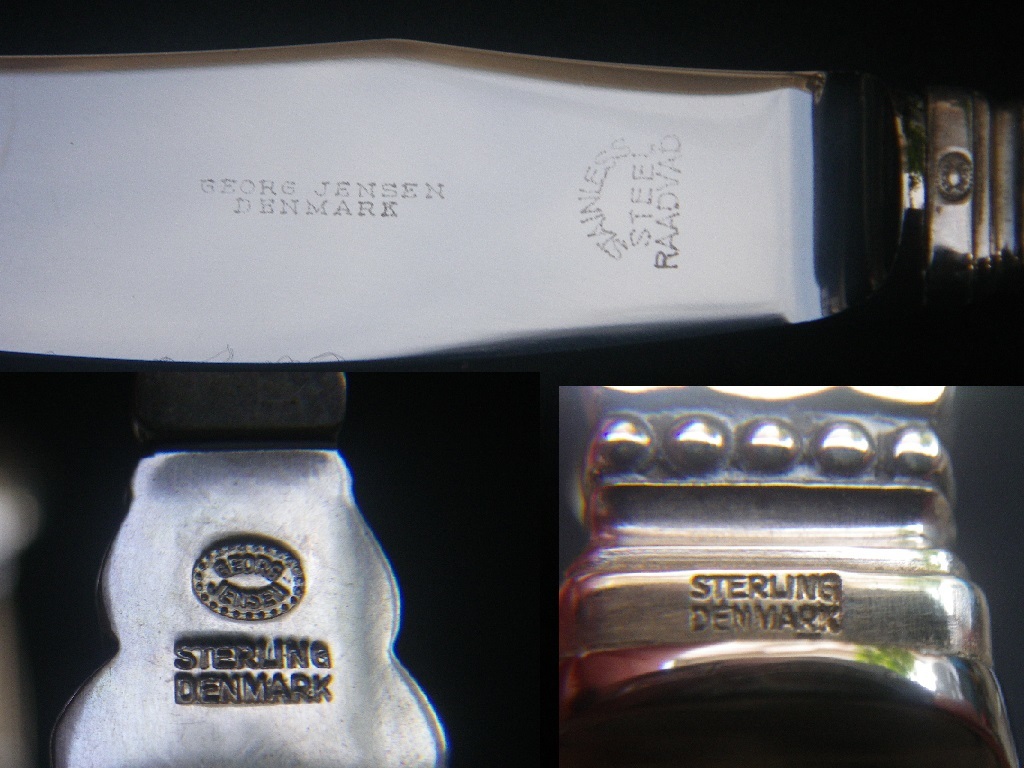 GEORG JENSEN
DENMARK
STAINLESS
STEEL
RAADVAD
GEORG
JENSEN
STERLING
DENMARK
STERLING
DENMARK